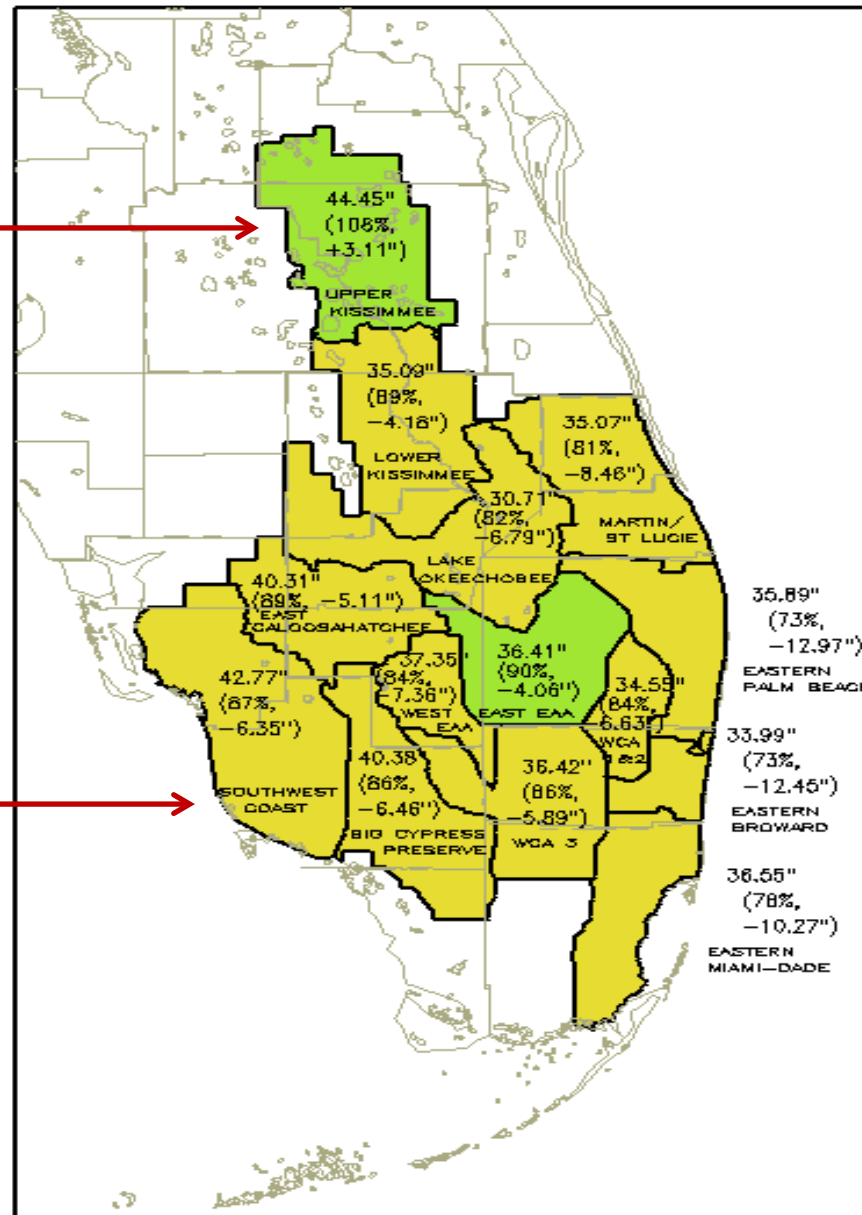 44.45"
(108%,
+3.11")
UPPER
KISSIMMEE
35.09"
(89%,
-4.18")
LOWER
KISSIMMEE
35.07"
(81%,
-8.46")
MARTIN/
ST LUCIE
30.71"
(82%,
-6.79")
LAKE
OKEECHOBEE
40.31"
(89%, -5.11")
EAST
CALOOSAHATCHEE
35.89"
(73%,
-12.97")
EASTERN
PALM BEACH
36.41"
(90%,
-4.06")
EAST EAA
37.35"
(84%,
-7.36")
WEST
EAA
34.55"
(84%,
-6.63")
WCA
1&2
42.77"
(87%,
-6.35")
SOUTHWEST
COAST
33.99"
(73%,
-12.45")
EASTERN
BROWARD
40.38"
(86%,
-6.46")
BIG CYPRESS
PRESERVE
36.42"
(86%,
-5.89")
WCA 3
36.55"
(78%,
-10.27")
EASTERN
MIAMI-DADE